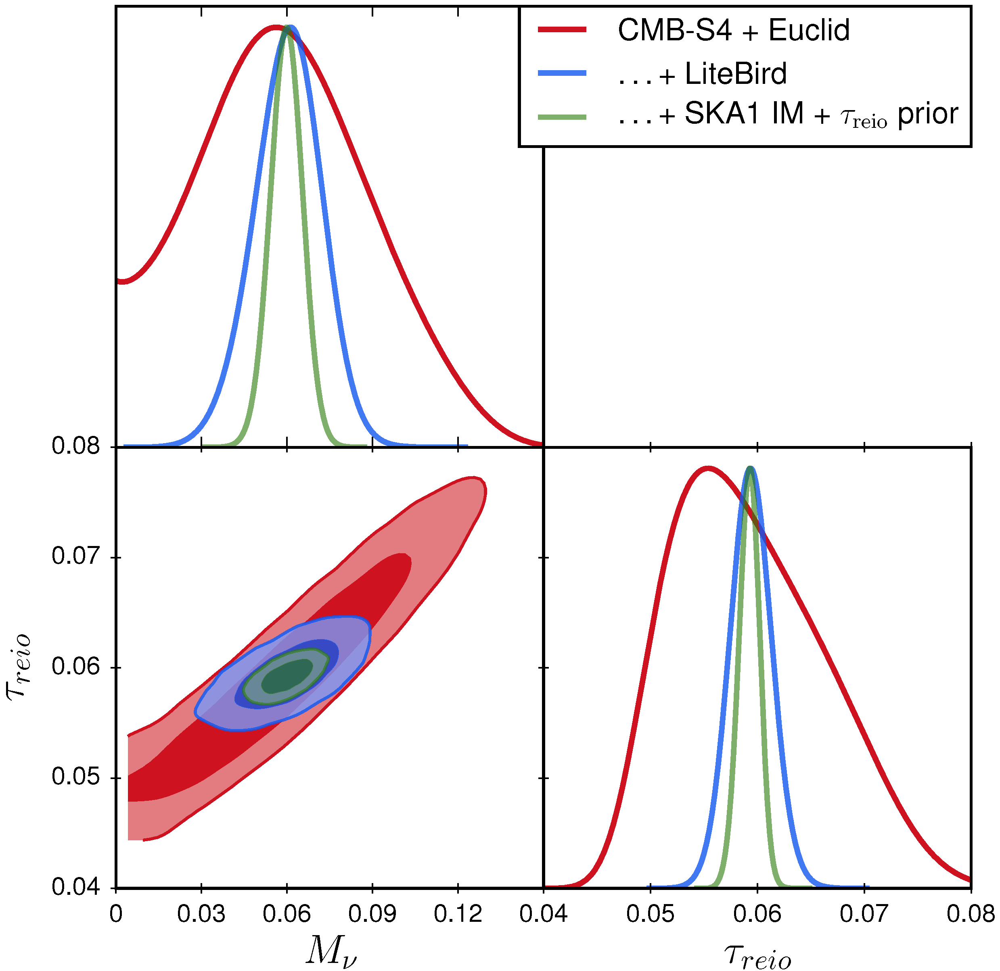 CMB-S4 + Euclid
...+ LiteBird
...+ SKA1 IM + τreio prior
0.08
0.07
0.06
0.05
0.04
τreio
0 0.03 0.06 0.09 0.12 0.04 0.05 0.06 0.07 0.08
Mν τreio